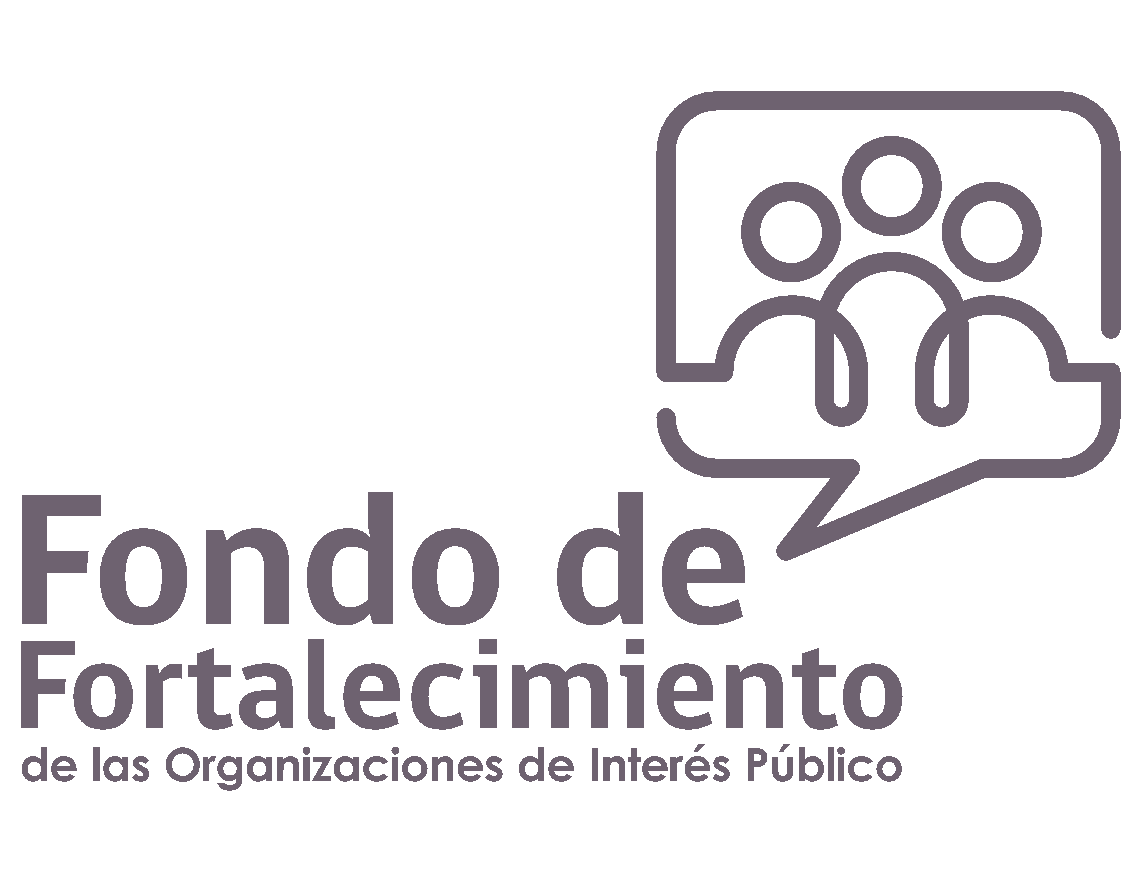 Fondo de
Fortalecimiento
de las Organizaciones de Interés Público